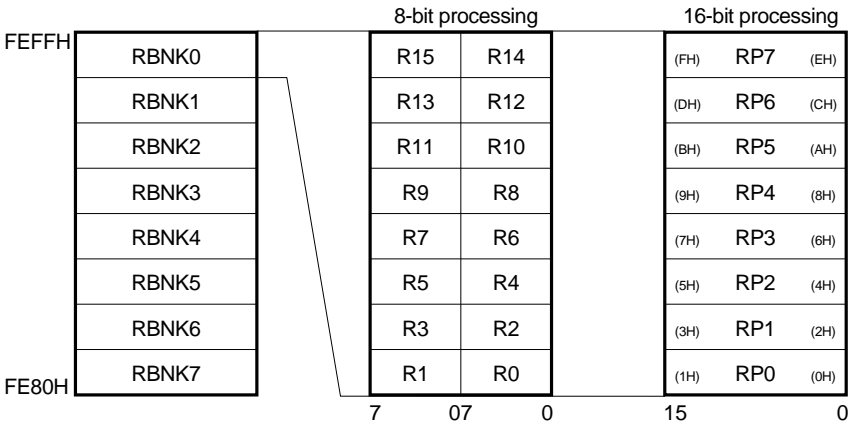 8-bit processing 16-bit processing
FEFFH
RBNK0 R15 R14 (FH) RP7 (EH)
RBNK1 R13 R12 (DH) RP6 (CH)
RBNK2 R11 R10 (BH) RP5 (AH)
RBNK3 R9 R8 (9H) RP4 (8H)
RBNK4 R7 R6 (7H) RP3 (6H)
RBNK5 R5 R4 (5H) RP2 (4H)
RBNK6 R3 R2 (3H) RP1 (2H)
RBNK7 R1 R0 (1H) RP0 (0H)
FE80H
7 07 0 15 0